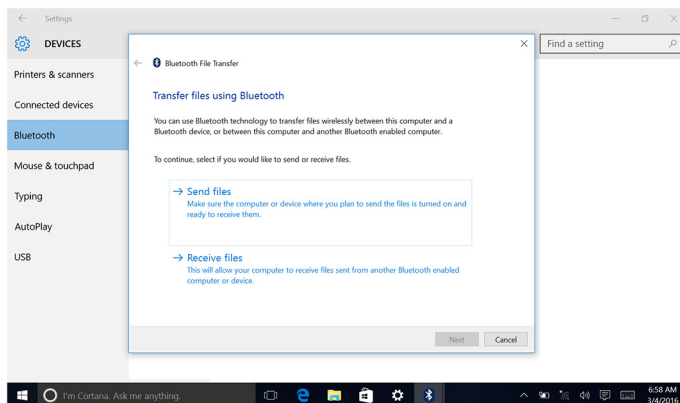 Settings
DEVICES
Find a setting
Printers & scanners
Connected devices
Bluetooth
Mouse & touchpad
Typing
AutoPlay
USB
Bluetooth File Transfer
Transfer files using Bluetooth
You can use Bluetooth technology to transfer files wirelessly between this computer and a
Bluetooth device, or between this computer and another Bluetooth enabled computer.
To continue, select if you would like to send or receive files.
Send files
Make sure the computer or device where you plan to send the files is turned on and
ready to receive them.
Receive files
This will allow your computer to receive files sent from another Bluetooth enabled
computer or device.
Next
Cancel
I'm Cortana. Ask me anything.
6:58 AM
3/4/2016